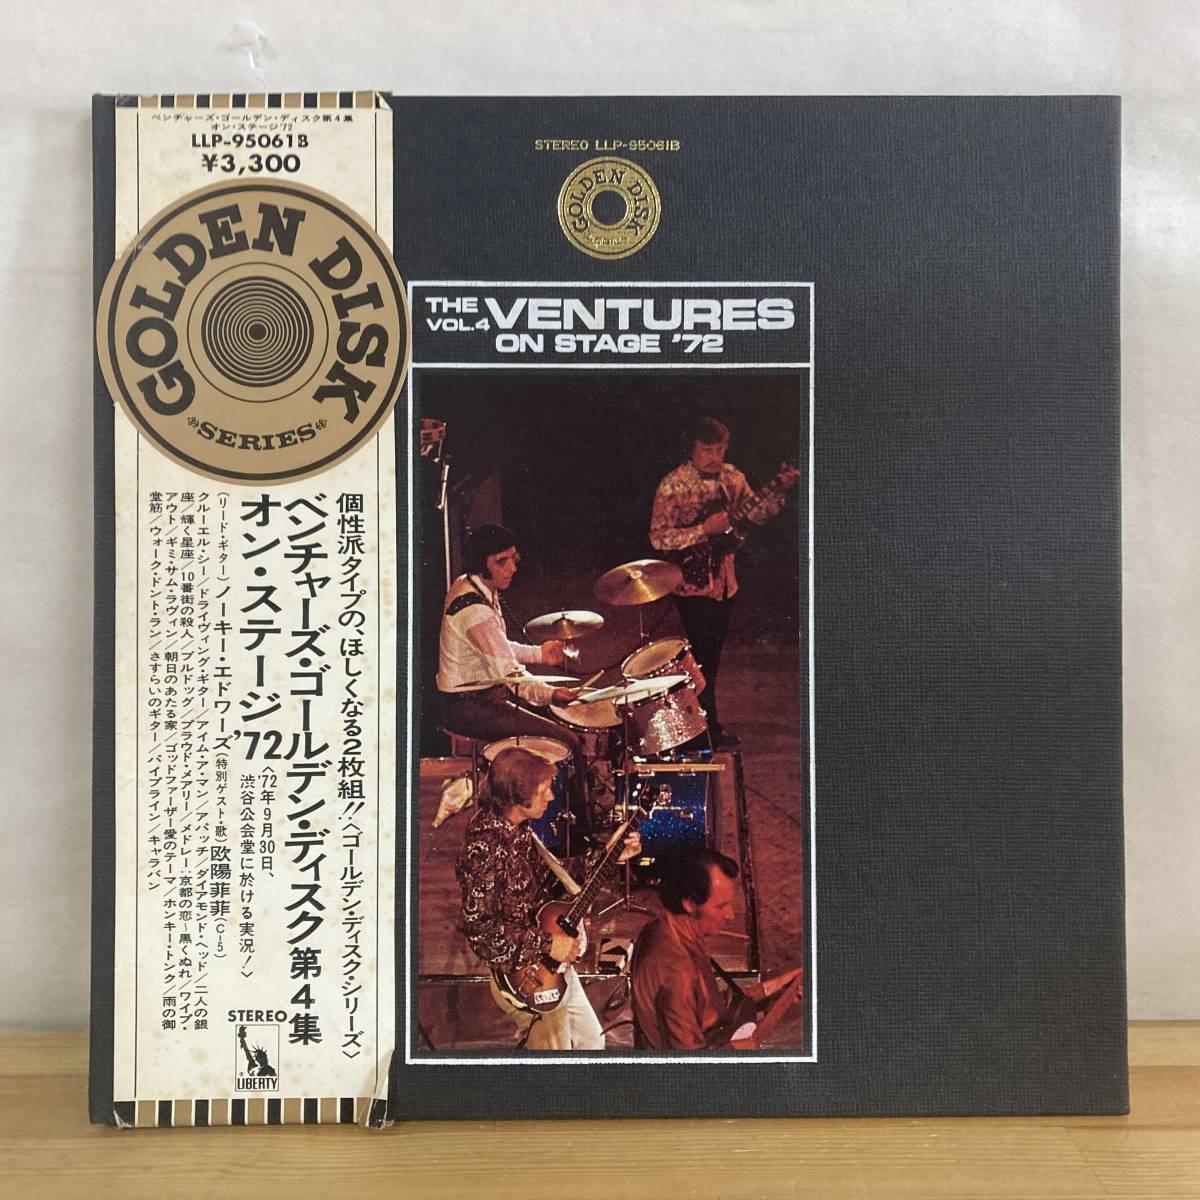 ベンチャーズ・ゴールデン・ディスク第4集
オン・ステージ'72
LLP-95061B
¥3,300
GOLDEN DISK
SERIES
個性派タイプの、ほしくなる2枚組!!〈ゴールデン・ディスク・シリーズ〉
ベンチャーズ・ゴールデン・ディスク第4集
オン・ステージ'72
〈'72年9月30日、
渋谷公会堂に於ける実況!〉
(リード・ギター)ノーキー・エドワーズ(特別ゲスト・歌)欧陽菲菲(C-5)
クルーエル・シー/ドライヴィング・ギター/アイム・ア・マン/アパッチ/ダイアモンド・ヘッド/二人の銀
座/輝く星座/10番街の殺人/ブルドッグ/プラウド・メアリー/メドレー:京都の恋〜黒くぬれ/ワイプ・
アウト/ギミ・サム・ラヴィン/朝日のあたる家/ゴッドファーザー愛のテーマ/ホンキー・トンク/雨の御
堂筋/ウォーク・ドント・ラン/さすらいのギター/パイプライン/キャラバン
STEREO
LIBERTY
STEREO LLP-95061B
GOLDEN DISK
SERIES
THE VENTURES
VOL.4
ON STAGE '72